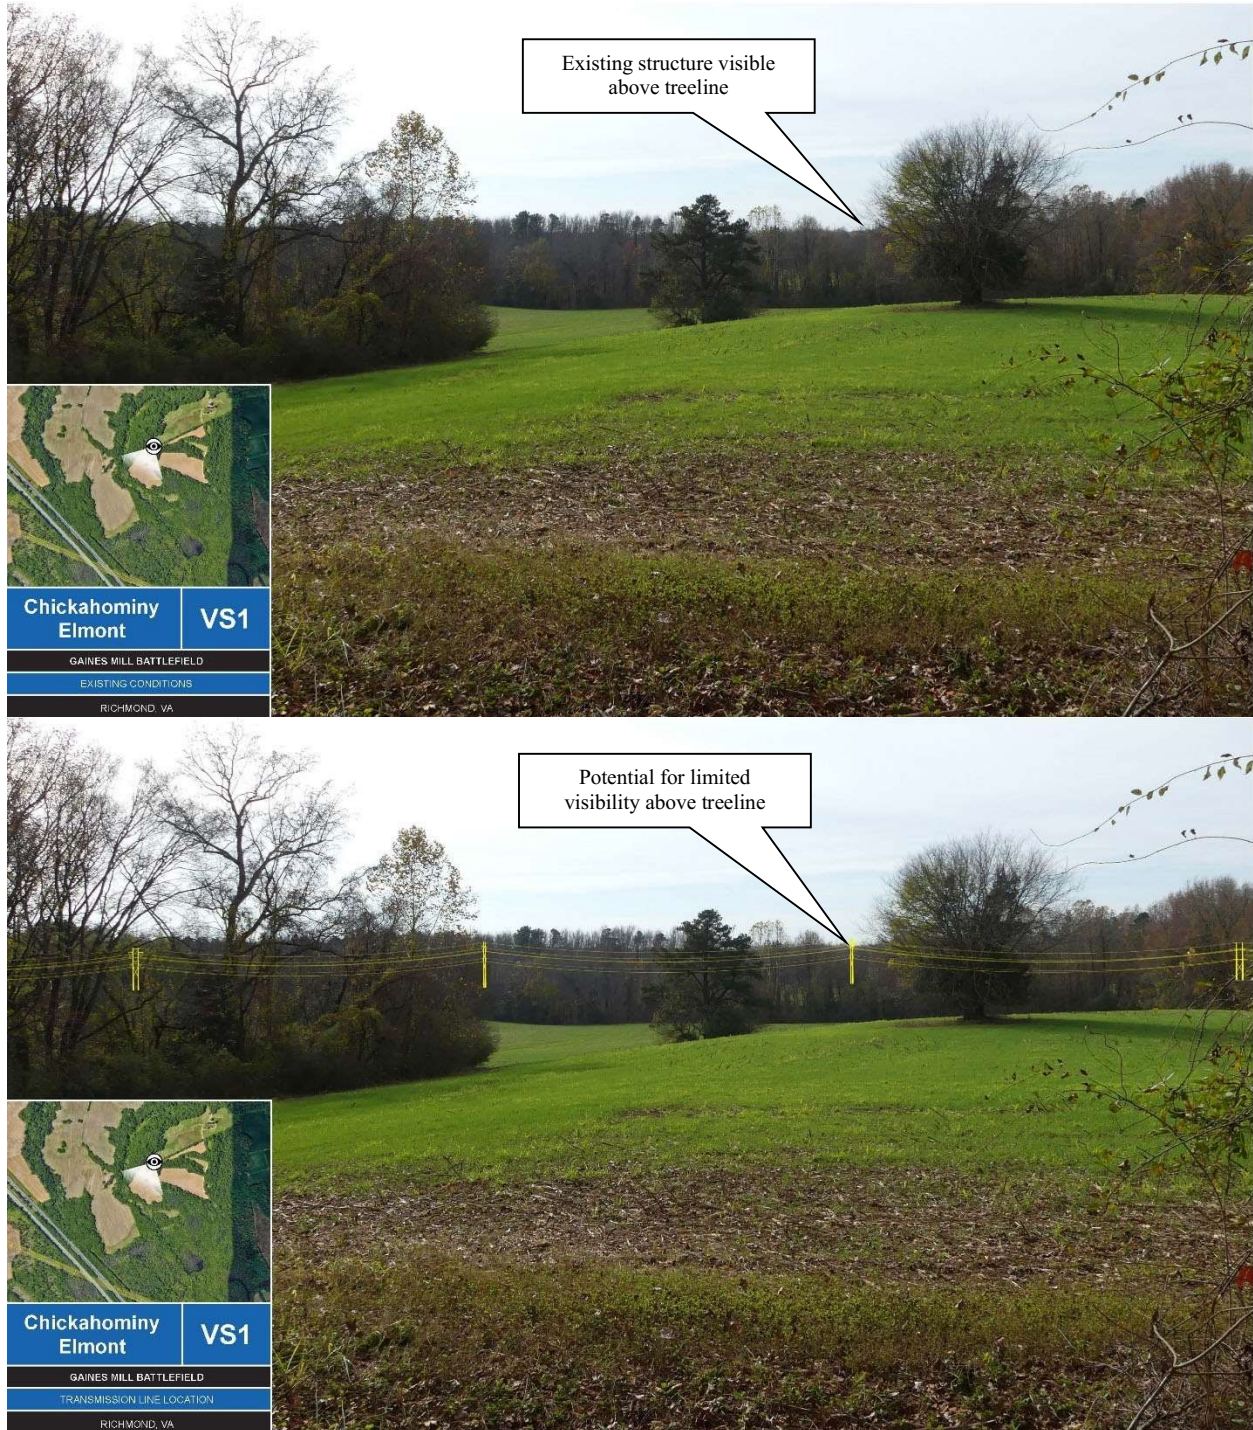 Existing structure visible
above treeline
Chickahominy
Elmont
VS1
GAINES MILL BATTLEFIELD
EXISTING CONDITIONS
RICHMOND, VA
Potential for limited
visibility above treeline
Chickahominy
Elmont
VS1
GAINES MILL BATTLEFIELD
TRANSMISSION LINE LOCATION
RICHMOND, VA